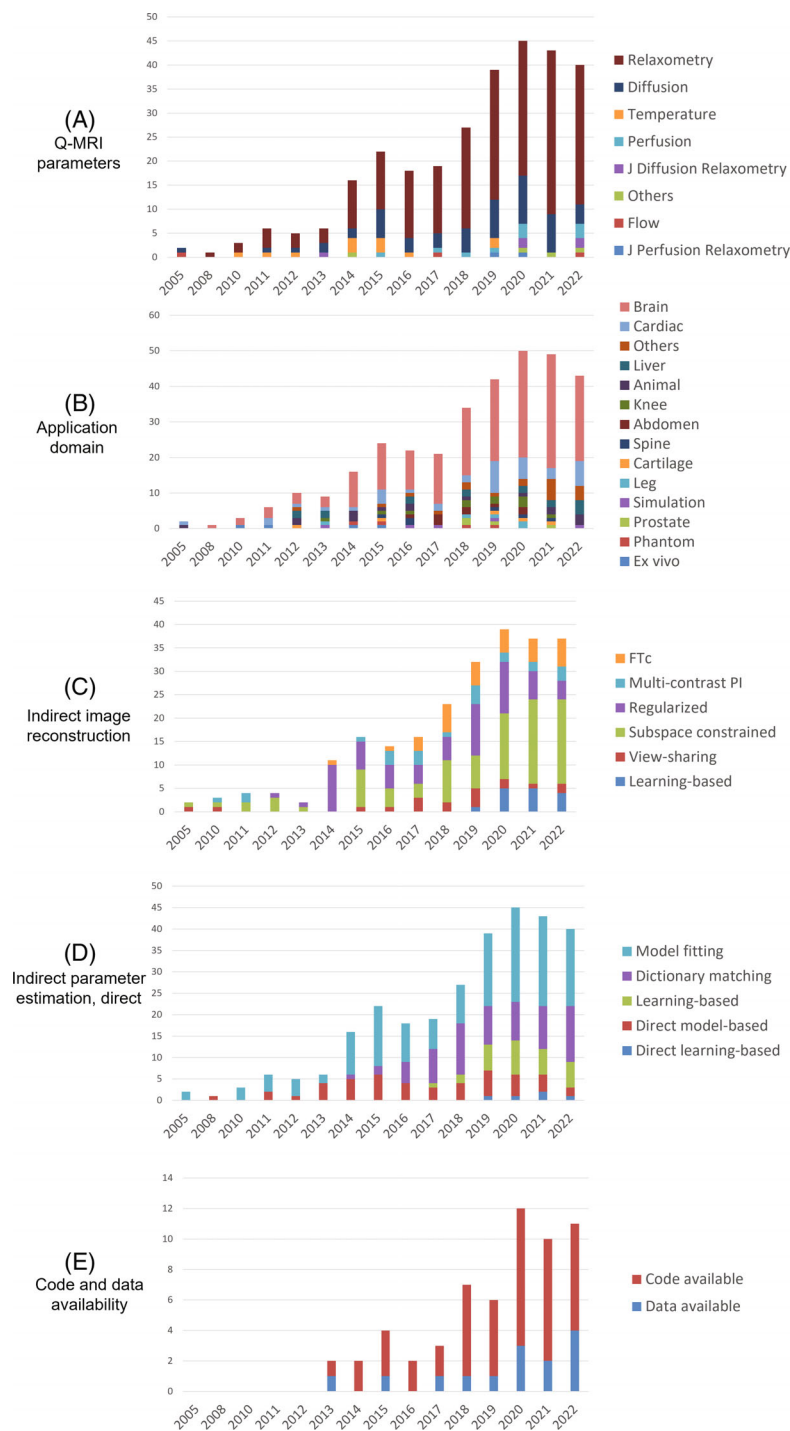 (A)
Q-MRI
parameters
50
45
40
35
30
25
20
15
10
5
0
2005
2008
2010
2011
2012
2013
2014
2015
2016
2017
2018
2019
2020
2021
2022
Relaxometry
Diffusion
Temperature
Perfusion
J Diffusion Relaxometry
Others
Flow
J Perfusion Relaxometry
(B)
Application
domain
60
50
40
30
20
10
0
2005
2008
2010
2011
2012
2013
2014
2015
2016
2017
2018
2019
2020
2021
2022
Brain
Cardiac
Others
Liver
Animal
Knee
Abdomen
Spine
Cartilage
Leg
Simulation
Prostate
Phantom
Ex vivo
(C)
Indirect image
reconstruction
45
40
35
30
25
20
15
10
5
0
2005
2010
2011
2012
2013
2014
2015
2016
2017
2018
2019
2020
2021
2022
FTc
Multi-contrast PI
Regularized
Subspace constrained
View-sharing
Learning-based
(D)
Indirect parameter
estimation, direct
50
45
40
35
30
25
20
15
10
5
0
2005
2008
2010
2011
2012
2013
2014
2015
2016
2017
2018
2019
2020
2021
2022
Model fitting
Dictionary matching
Learning-based
Direct model-based
Direct learning-based
(E)
Code and data
availability
14
12
10
8
6
4
2
0
2005
2008
2010
2011
2012
2013
2014
2015
2016
2017
2018
2019
2020
2021
2022
Code available
Data available